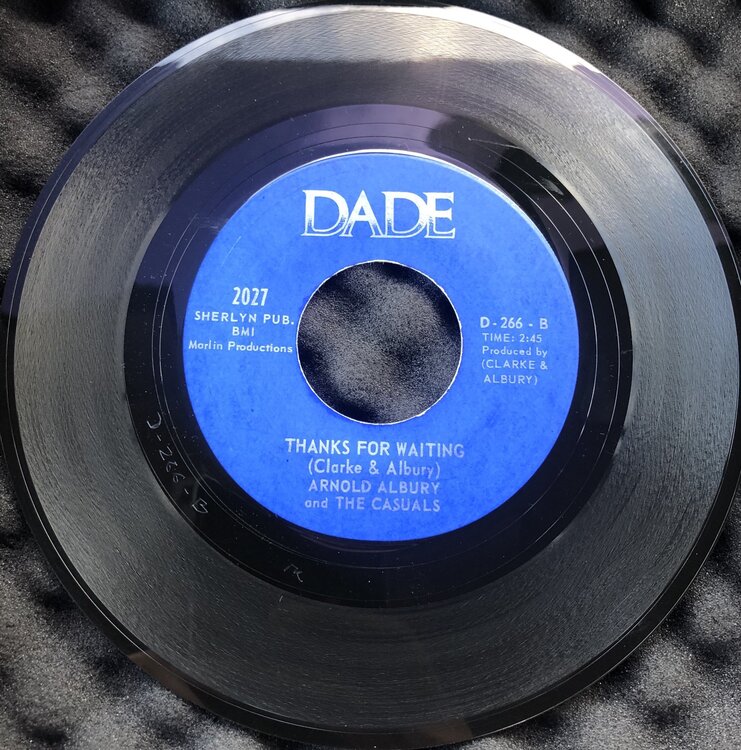 DADE
2027
SHERLYN PUB.
BMI
Marlin Productions
D-266 - B
TIME: 2:45
Produced by
(CLARKE &
ALBURY)
THANKS FOR WAITING
(Clarke & Albury)
ARNOLD ALBURY
and THE CASUALS
D-266-B